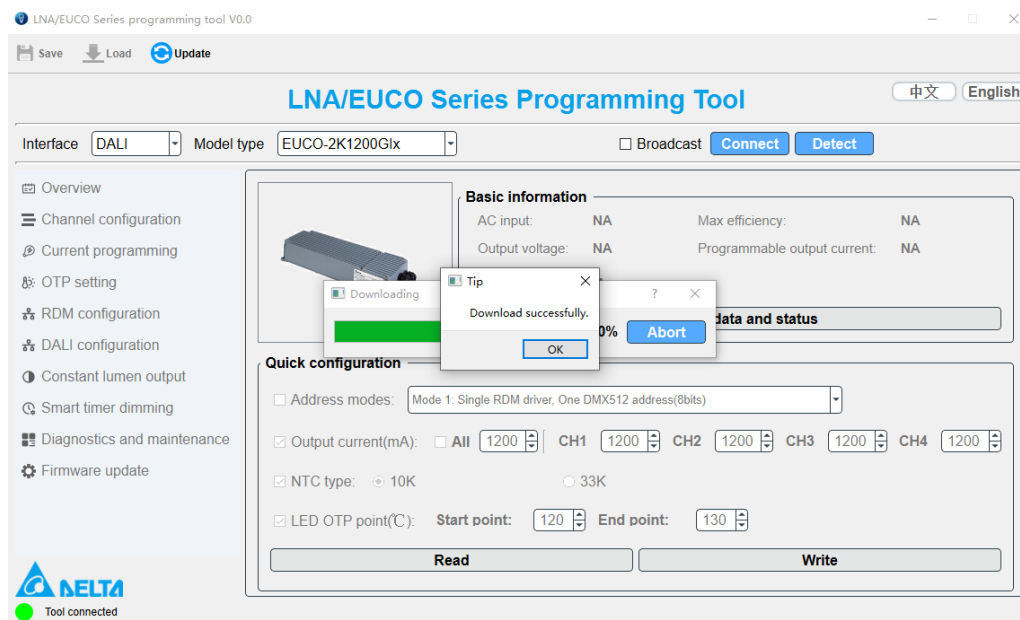 LNA/EUCO Series programming tool V0.0
Save Load Update
LNA/EUCO Series Programming Tool
中文 English
Interface DALI Model type EUCO-2K1200Glx Broadcast Connect Detect
Overview
Channel configuration
Current programming
OTP setting
RDM configuration
DALI configuration
Constant lumen output
Smart timer dimming
Diagnostics and maintenance
Firmware update
Basic information
AC input: NA Max efficiency: NA
Output voltage: NA Programmable output current: NA
Downloading ?
0% Abort
Tip
Download successfully.
OK
data and status
Quick configuration
Address modes: Mode 1: Single RDM driver, One DMX512 address(8bits)
Output current(mA): All 1200 CH1 1200 CH2 1200 CH3 1200 CH4 1200
NTC type: 10K 33K
LED OTP point(℃): Start point: 120 End point: 130
Read Write
DELTA
Tool connected